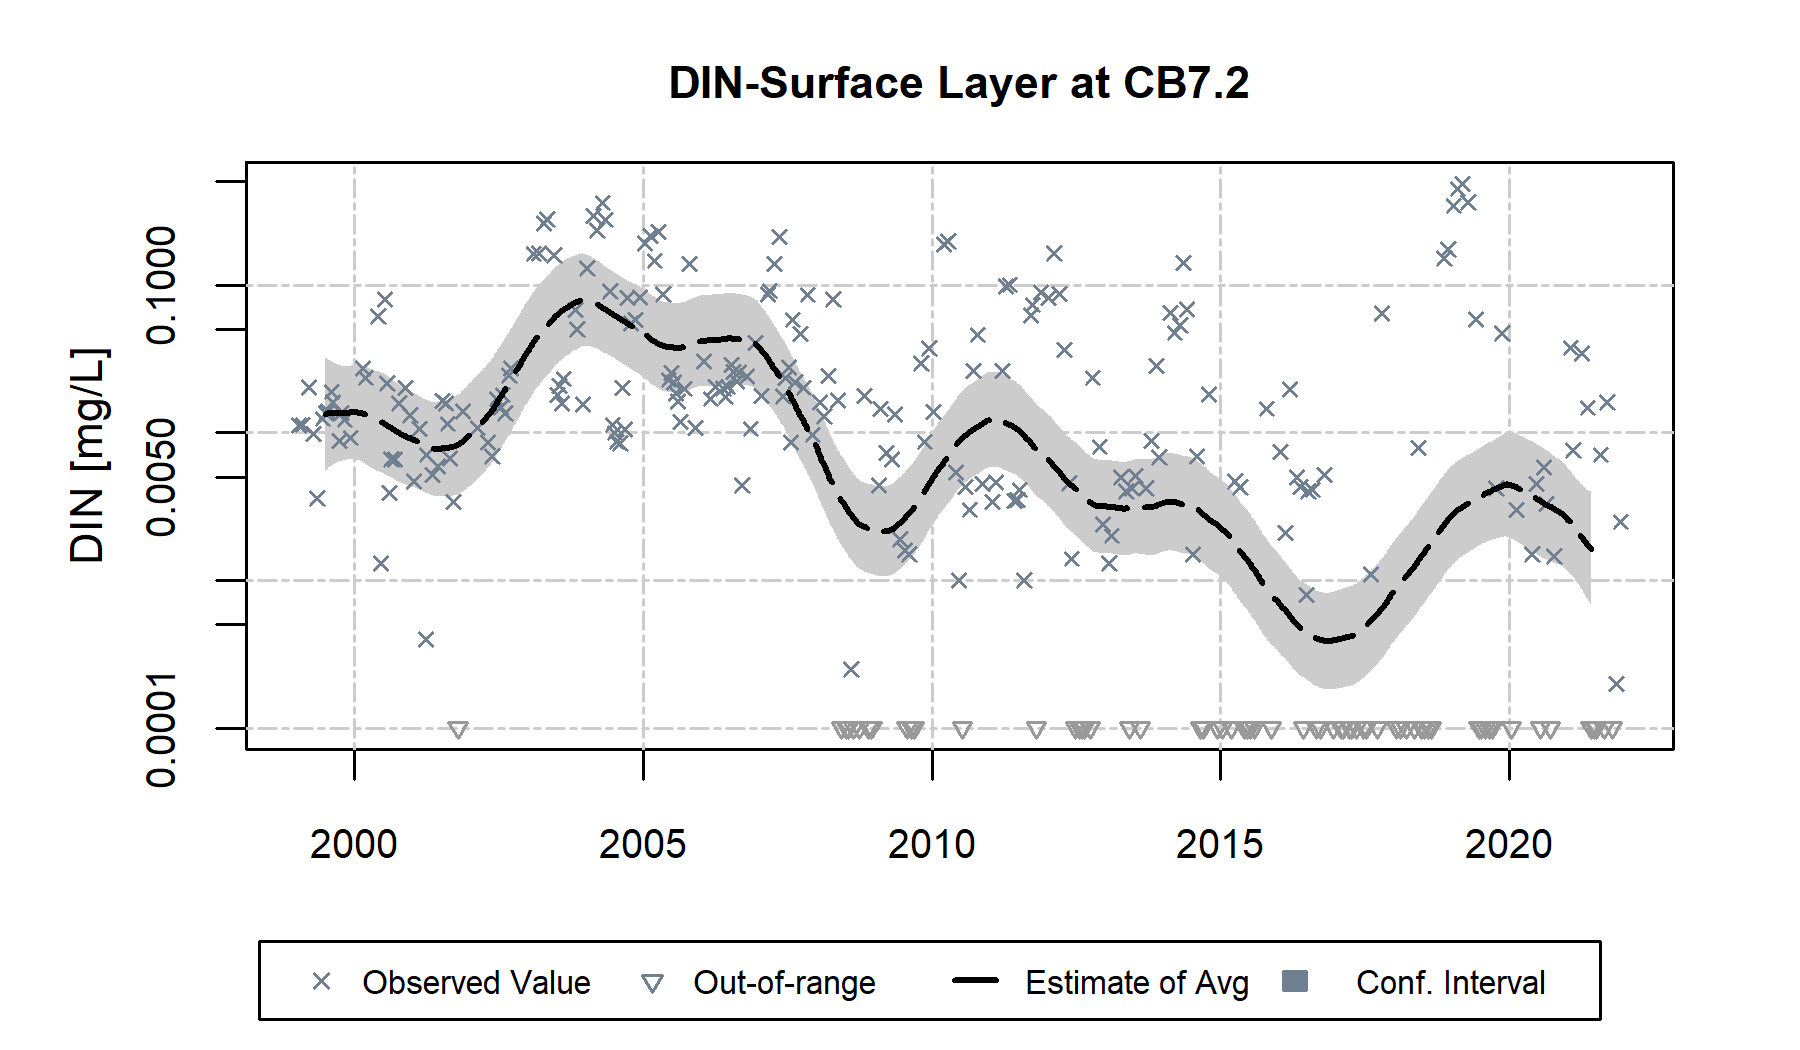 DIN-Surface Layer at CB7.2
DIN [mg/L]
0.1000
0.0050
0.0001
2000 2005 2010 2015 2020
Observed Value Out-of-range Estimate of Avg Conf. Interval